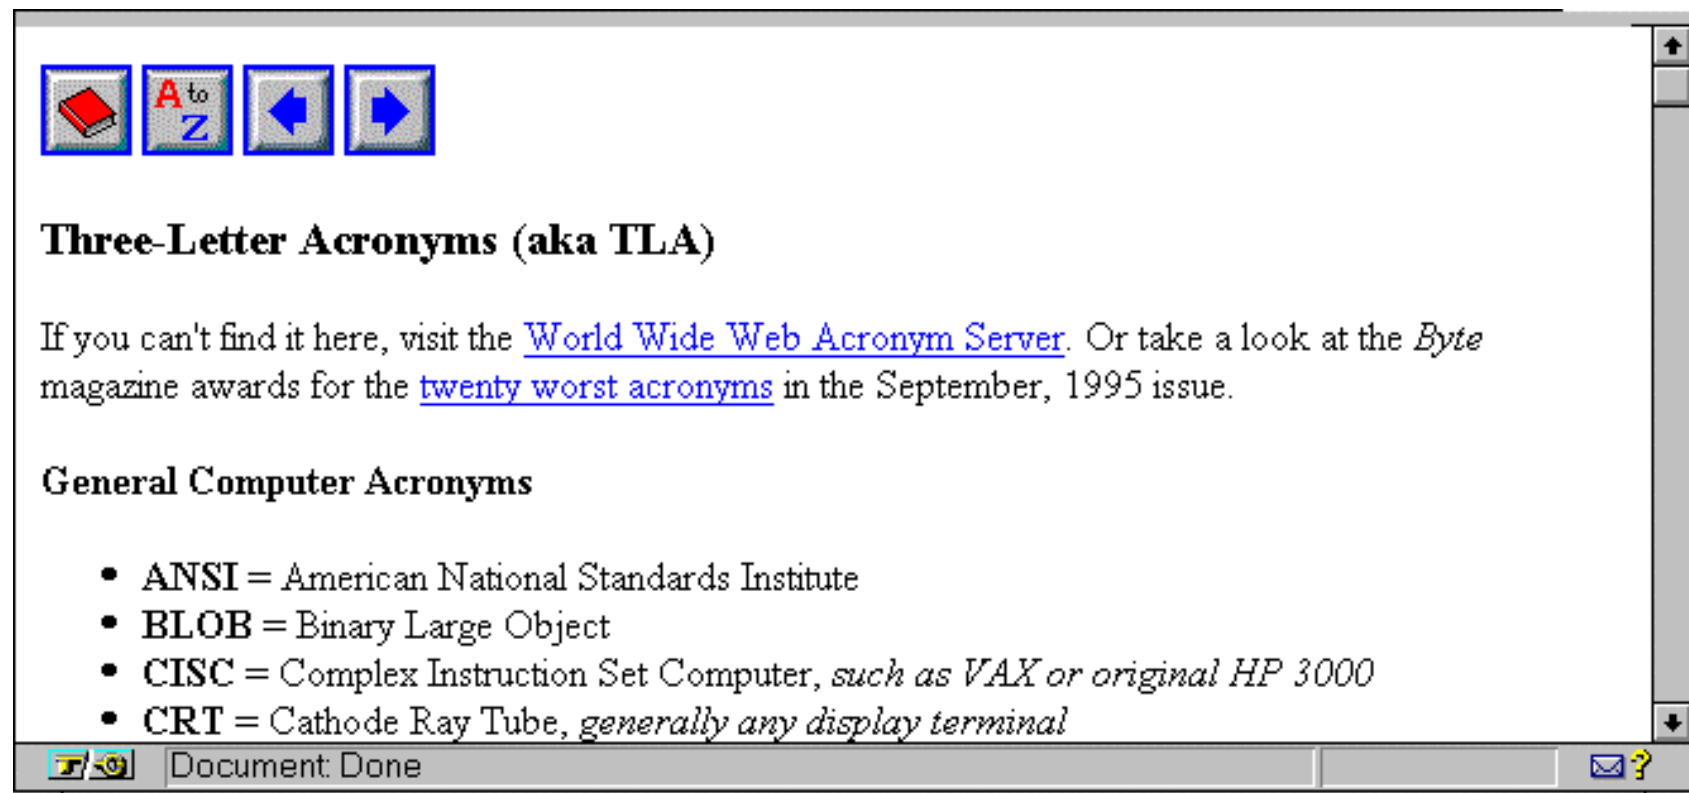 A to Z
Three-Letter Acronyms (aka TLA)
If you can't find it here, visit the World Wide Web Acronym Server. Or take a look at the Byte
magazine awards for the twenty worst acronyms in the September, 1995 issue.
General Computer Acronyms
• ANSI = American National Standards Institute
• BLOB = Binary Large Object
• CISC = Complex Instruction Set Computer, such as VAX or original HP 3000
• CRT = Cathode Ray Tube, generally any display terminal
Document: Done
?